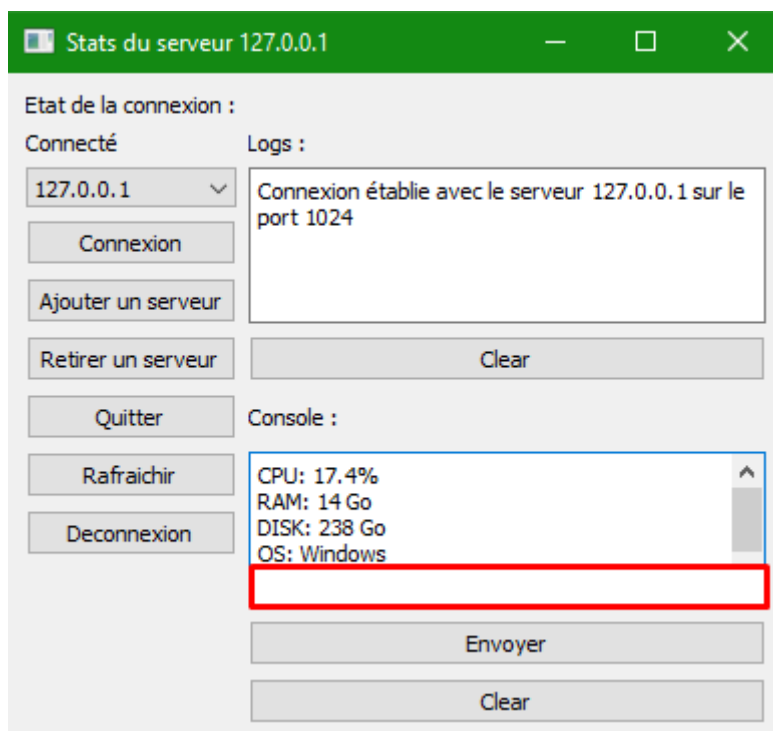 Stats du serveur 127.0.0.1
Etat de la connexion :
Connecté
127.0.0.1
Connexion
Ajouter un serveur
Retirer un serveur
Quitter
Rafraichir
Deconnexion
Logs :
Connexion établie avec le serveur 127.0.0.1 sur le
port 1024
Clear
Console :
CPU: 17.4%
RAM: 14 Go
DISK: 238 Go
OS: Windows
Envoyer
Clear